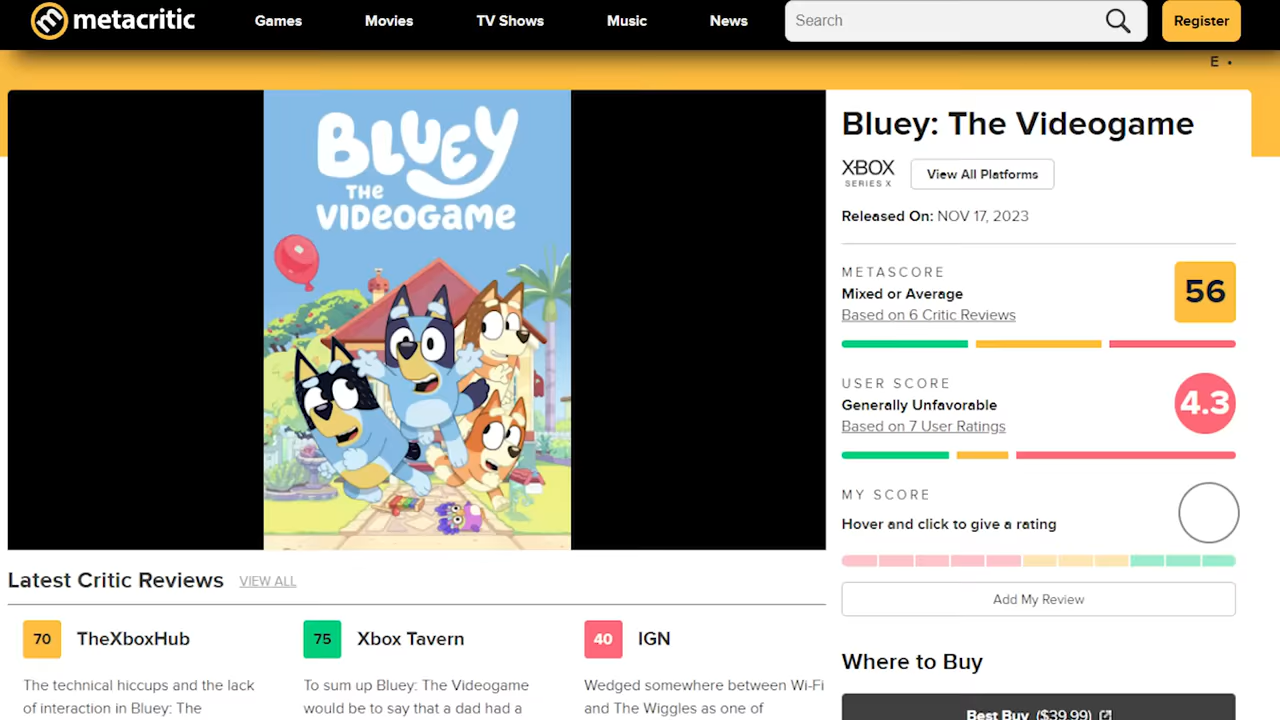 metacritic
Games
Movies
TV Shows
Music
News
Search
Register
E •
BLUEY
THE
VIDEOGAME
Bluey: The Videogame
XBOX
SERIES X
View All Platforms
Released On: NOV 17, 2023
METASCORE
Mixed or Average
Based on 6 Critic Reviews
56
USER SCORE
Generally Unfavorable
Based on 7 User Ratings
4.3
MY SCORE
Hover and click to give a rating
Add My Review
Latest Critic Reviews VIEW ALL
70 TheXboxHub
The technical hiccups and the lack
of interaction in Bluey: The
75 Xbox Tavern
To sum up Bluey: The Videogame
would be to say that a dad had a
40 IGN
Wedged somewhere between Wi-Fi
and The Wiggles as one of
Where to Buy
Best Buy ($39.99)